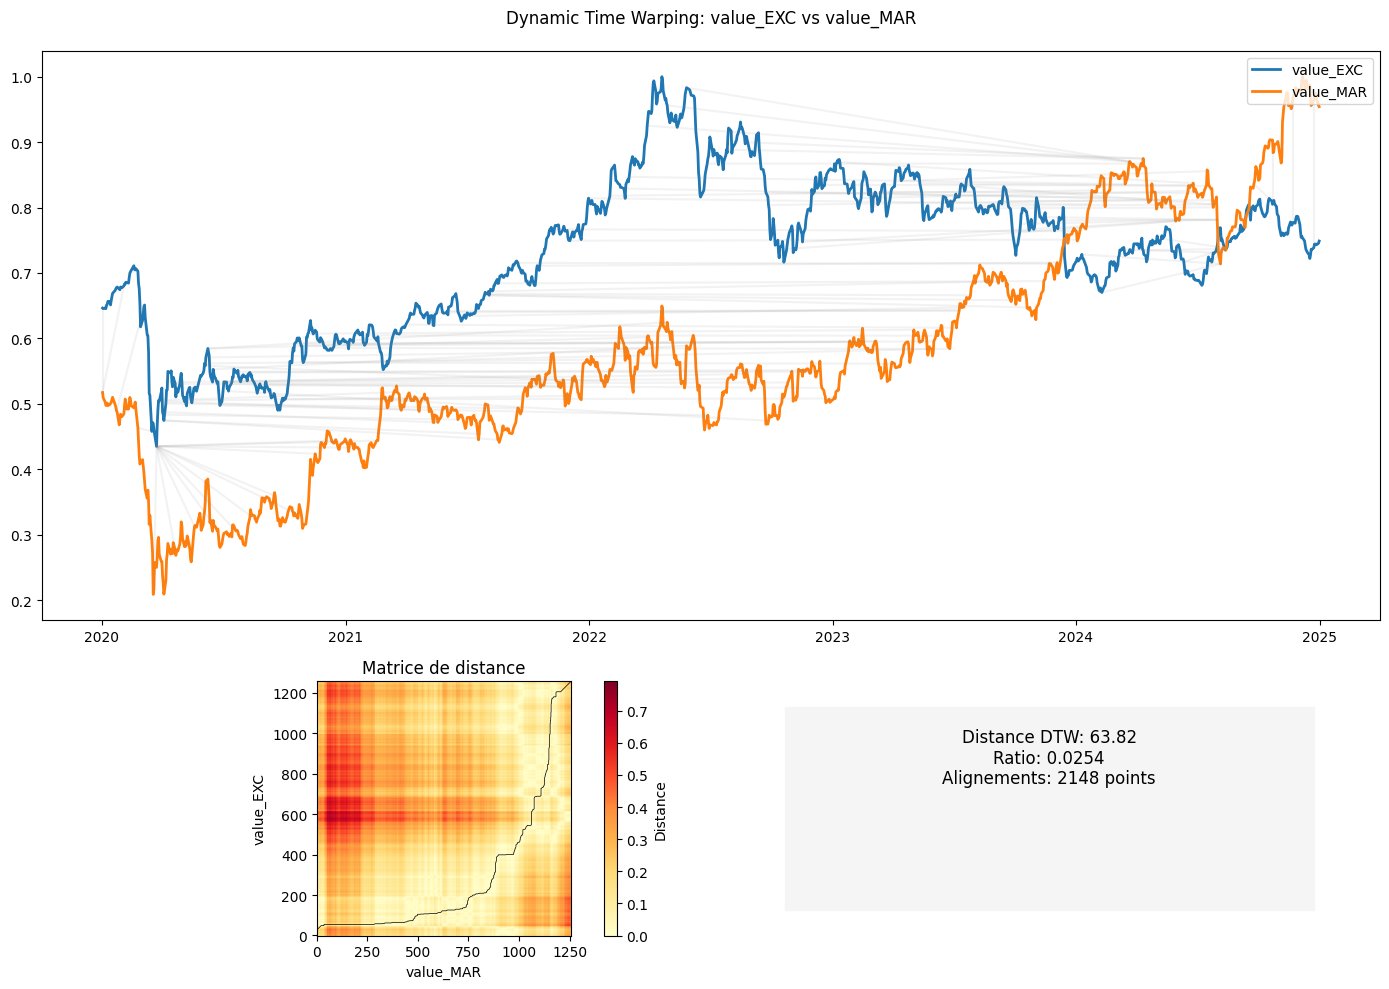 Dynamic Time Warping: value_EXC vs value_MAR
1.0
0.9
0.8
0.7
0.6
0.5
0.4
0.3
0.2
value_EXC
value_MAR
2020 2021 2022 2023 2024 2025
Matrice de distance
1200
1000
800
600
400
200
0
value_EXC
0 250 500 750 1000 1250
value_MAR
0.7
0.6
0.5
0.4
0.3
0.2
0.1
0.0
Distance
Distance DTW: 63.82
Ratio: 0.0254
Alignements: 2148 points